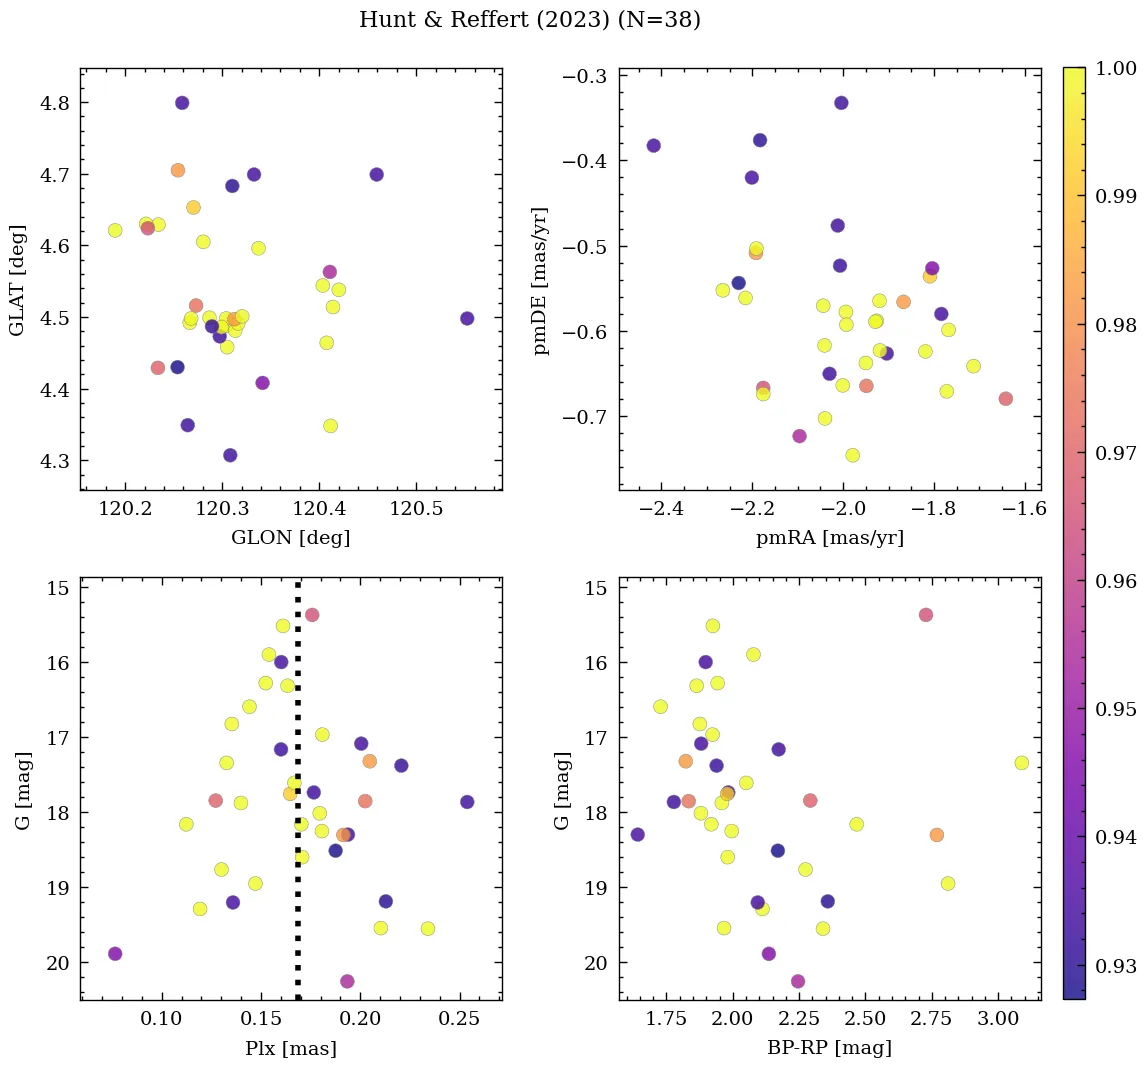 Hunt & Reffert (2023) (N=38)
4.8
4.7
4.6
4.5
4.4
4.3
GLAT [deg]
120.2 120.3 120.4 120.5
GLON [deg]
−0.3
−0.4
−0.5
−0.6
−0.7
pmDE [mas/yr]
−2.4 −2.2 −2.0 −1.8 −1.6
pmRA [mas/yr]
15
16
17
18
19
20
G [mag]
0.10 0.15 0.20 0.25
Plx [mas]
15
16
17
18
19
20
G [mag]
1.75 2.00 2.25 2.50 2.75 3.00
BP-RP [mag]
1.00
0.99
0.98
0.97
0.96
0.95
0.94
0.93